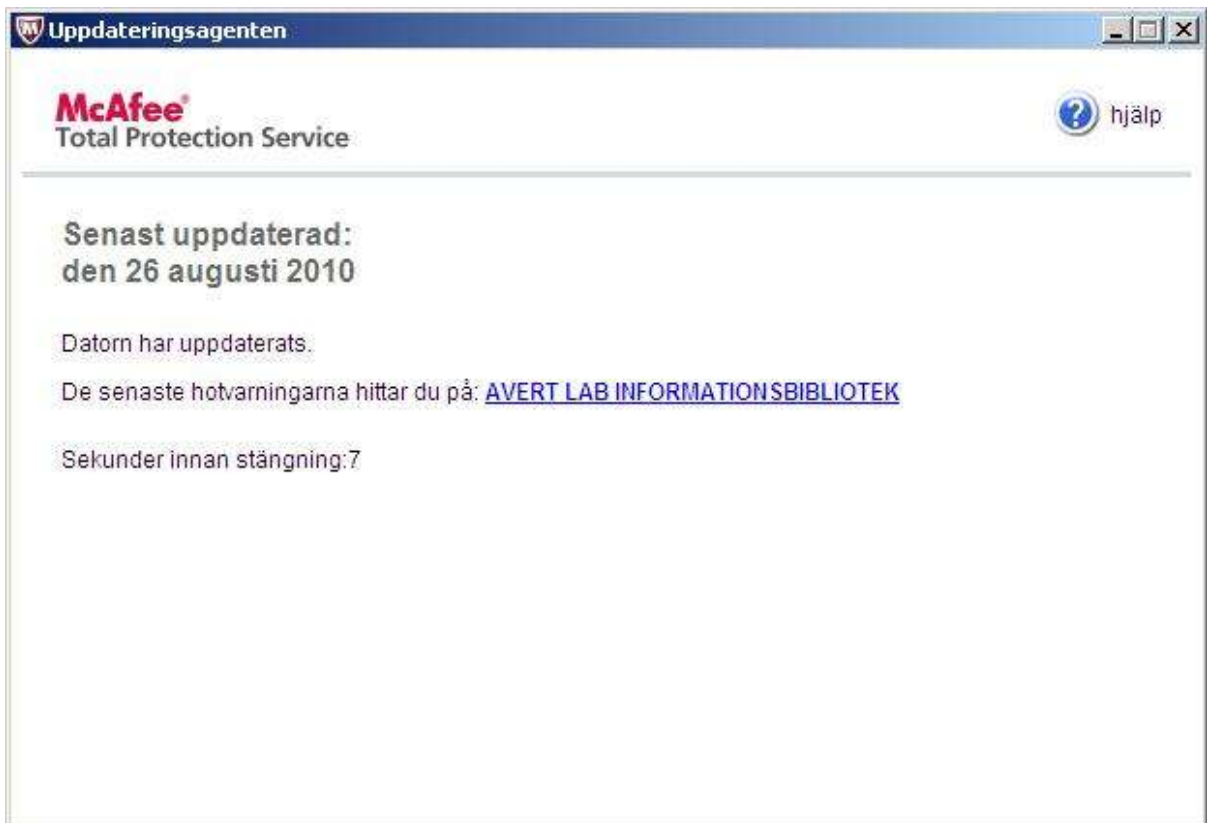 Uppdateringsagenten
McAfee®
Total Protection Service
hjälp
Senast uppdaterad:
den 26 augusti 2010
Datorn har uppdaterats.
De senaste hotvarningarna hittar du på: AVERT LAB INFORMATIONSBIBLIOTEK
Sekunder innan stängning:7